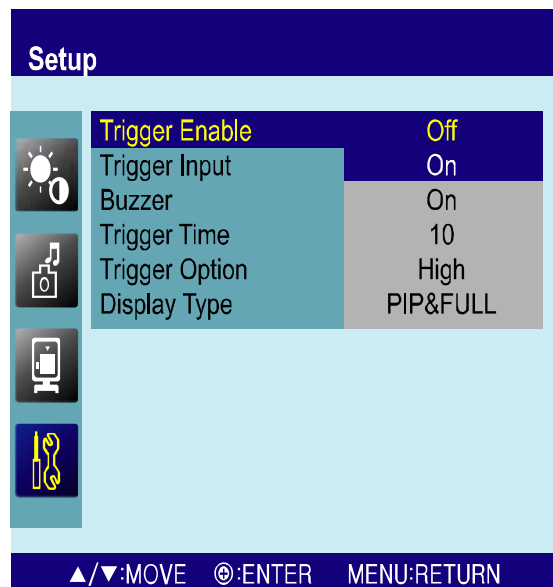 Setup
Trigger Enable Off
Trigger Input On
Buzzer On
Trigger Time 10
Trigger Option High
Display Type PIP&FULL
▲/▼:MOVE ⊕:ENTER MENU:RETURN